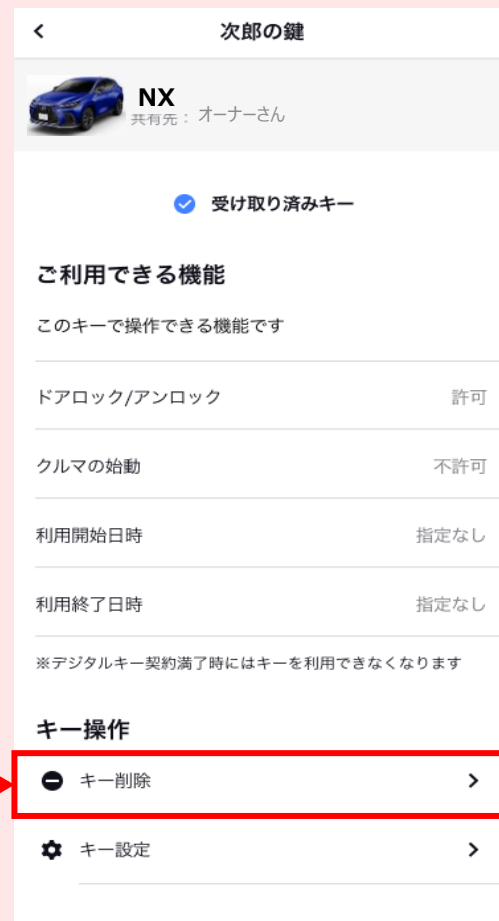 次郎の鍵
NX
共有先： オーナーさん
受け取り済みキー
ご利用できる機能
このキーで操作できる機能です
ドアロック/アンロック 許可
クルマの始動 不許可
利用開始日時 指定なし
利用終了日時 指定なし
※デジタルキー契約満了時にはキーを利用できなくなります
キー操作
キー削除
キー設定